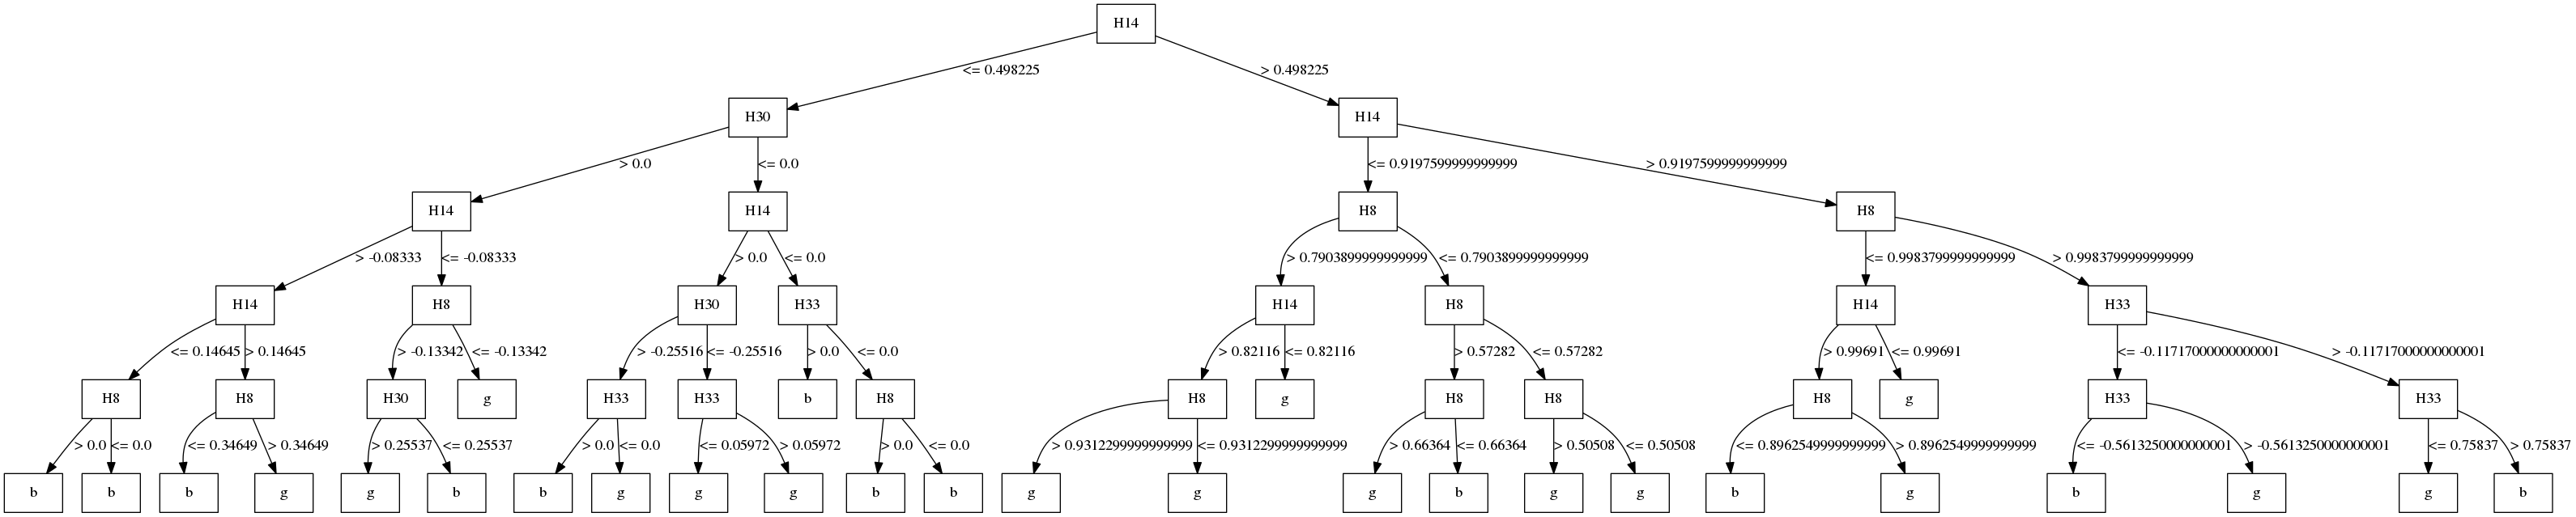 H14
<= 0.498225 > 0.498225
H30 H14
> 0.0 <= 0.0 <= 0.9197599999999999 > 0.9197599999999999
H14 H14 H8 H8
> -0.08333 <= -0.08333 > 0.0 <= 0.0 > 0.7903899999999999 <= 0.7903899999999999 <= 0.9983799999999999 > 0.9983799999999999
H14 H8 H30 H33 H14 H8 H14 H33
<= 0.14645 > 0.14645 > -0.13342 <= -0.13342 > -0.25516 <= -0.25516 > 0.0 <= 0.0 > 0.82116 <= 0.82116 > 0.57282 <= 0.57282 > 0.99691 <= 0.99691 <= -0.11717000000000001 > -0.11717000000000001
H8 H8 H30 g H33 H33 b H8 H8 g H8 H8 H8 g H33 H33
> 0.0 <= 0.0 <= 0.34649 > 0.34649 > 0.25537 <= 0.25537 > 0.0 <= 0.0 <= 0.05972 > 0.05972 > 0.0 <= 0.0 > 0.9312299999999999 <= 0.9312299999999999 > 0.66364 <= 0.66364 > 0.50508 <= 0.50508 <= 0.8962549999999999 > 0.8962549999999999 <= -0.5613250000000001 > -0.5613250000000001 <= 0.75837 > 0.75837
b b b g g b b g g g b b g g g b g g b g b g g b